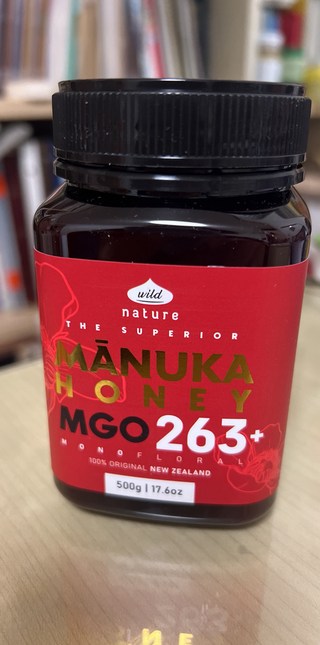 wild
nature
THE SUPERIOR
MĀNUKA
HONEY
MGO 263+
MONOFLORAL
100% ORIGINAL NEW ZEALAND
500g | 17.6oz